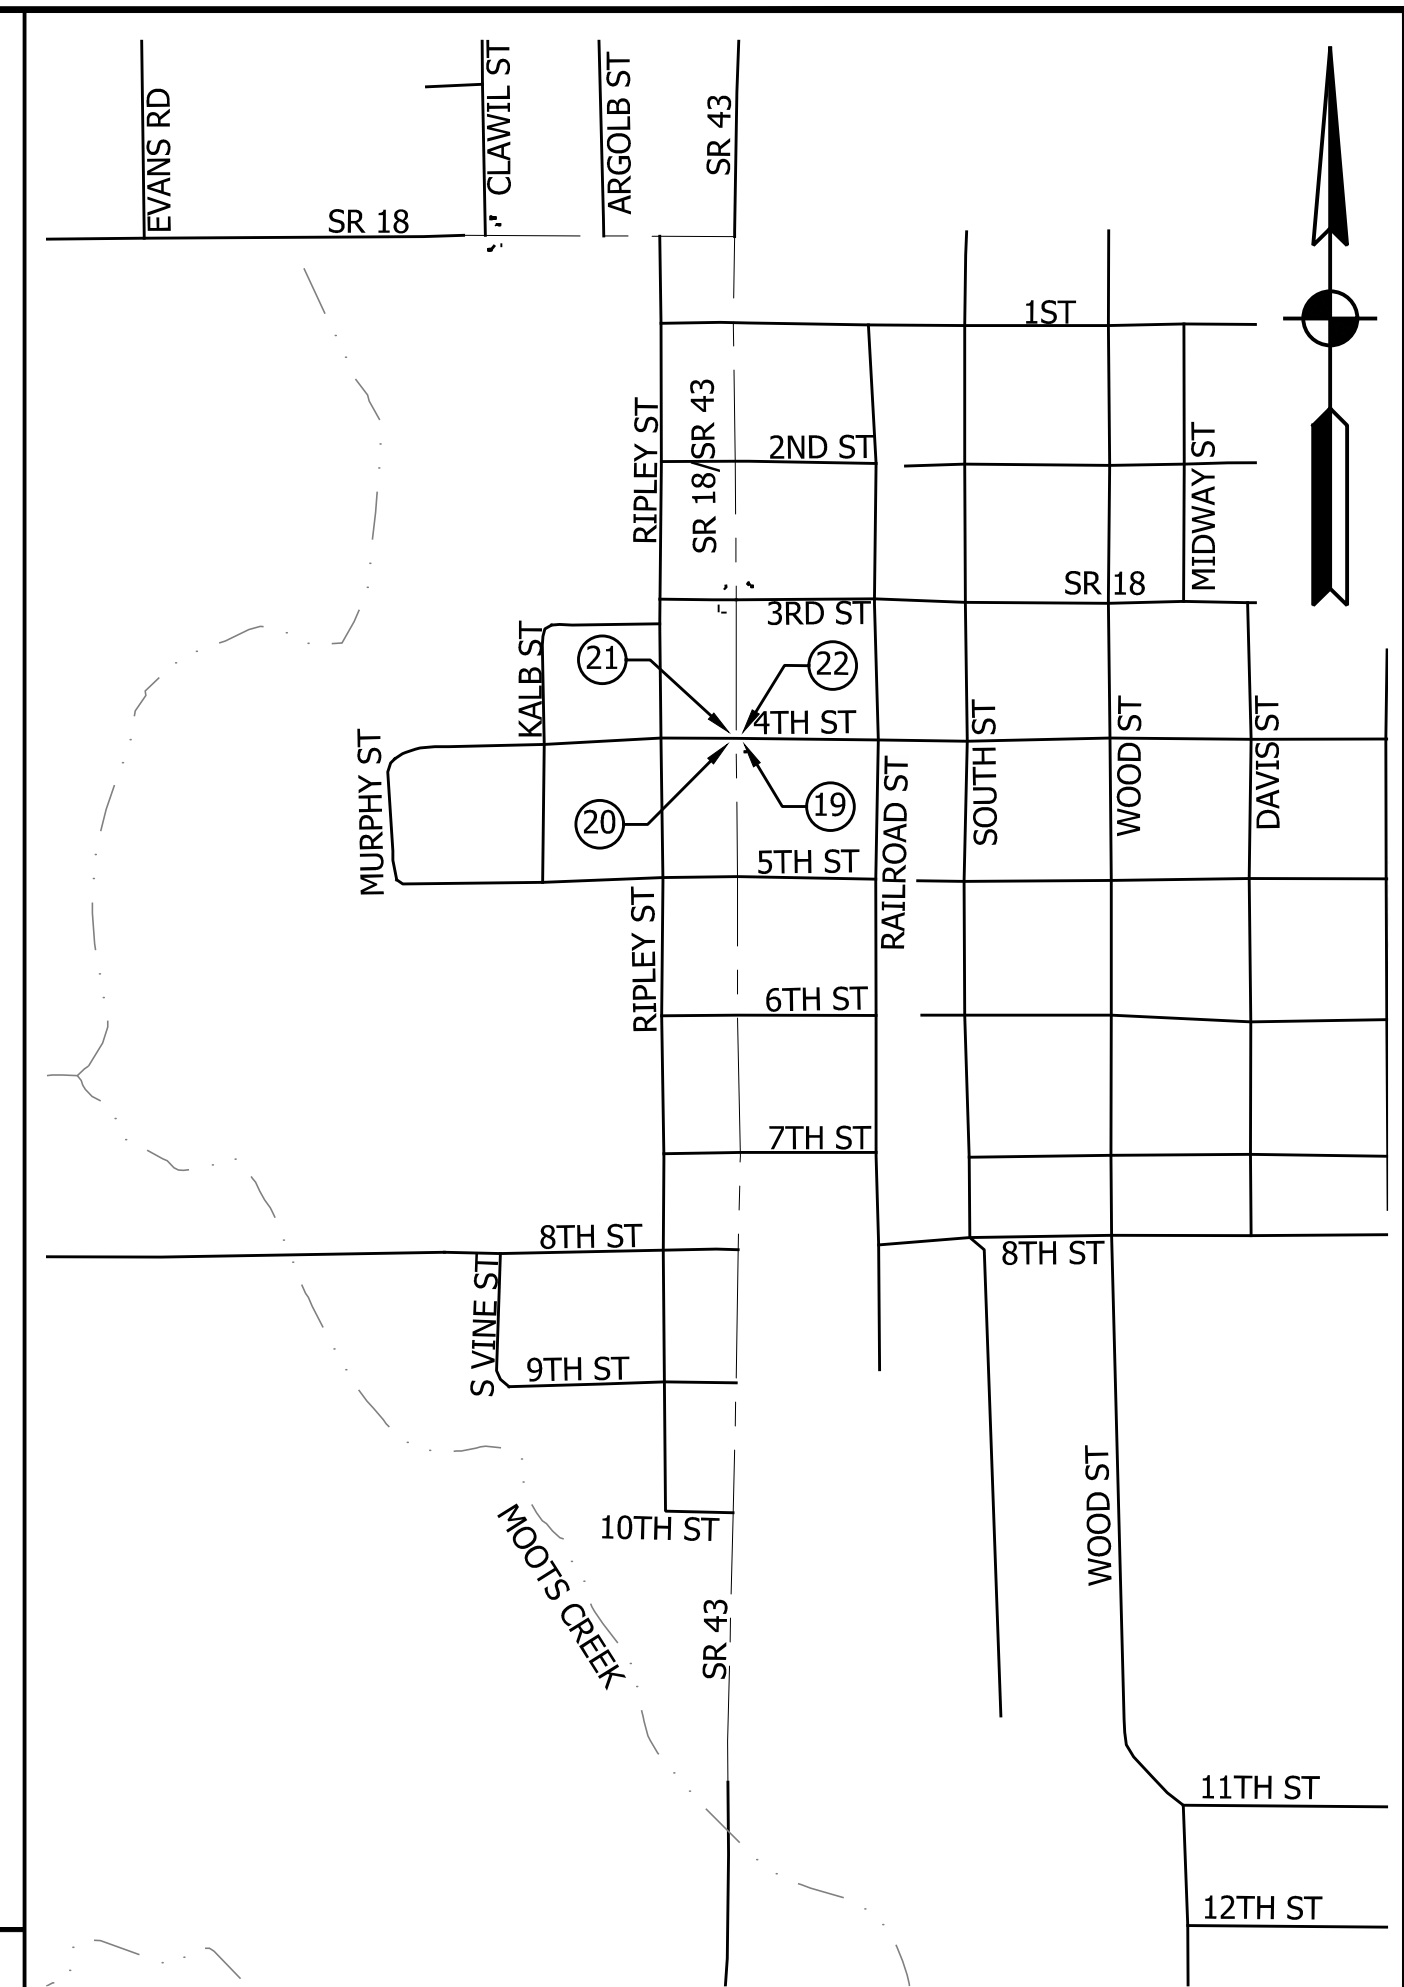 EVANS RD
CLAWIL ST
ARGOLB ST
SR 43
SR 18
1ST
RIPLEY ST
SR 18/SR 43
2ND ST
MIDWAY ST
SR 18
3RD ST
KALB ST
21
22
4TH ST
MURPHY ST
SOUTH ST
WOOD ST
DAVIS ST
RAILROAD ST
20
19
5TH ST
RIPLEY ST
6TH ST
7TH ST
8TH ST
8TH ST
S VINE ST
9TH ST
WOOD ST
10TH ST
MOOTS CREEK
SR 43
11TH ST
12TH ST